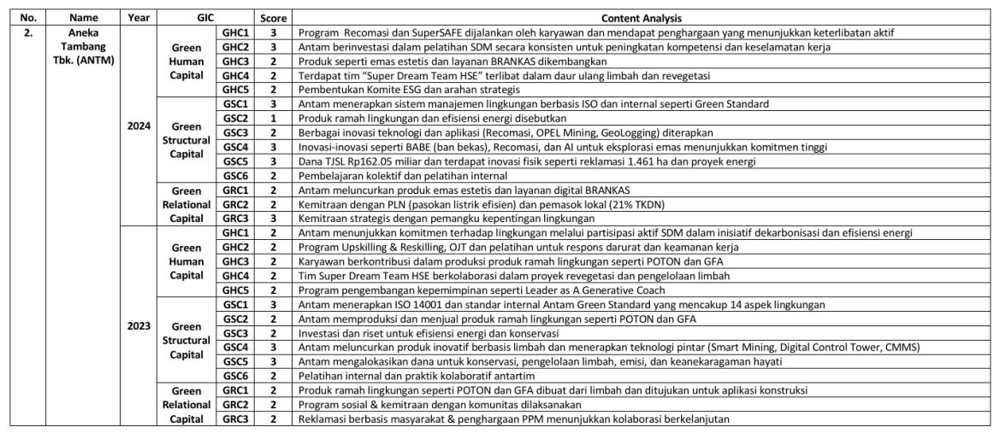 No. Name Year GIC Score Content Analysis
2. Aneka Tambang Tbk. (ANTM) 2024 Green Human Capital GHC1 3 Program Recomasi dan SuperSAFE dijalankan oleh karyawan dan mendapat penghargaan yang menunjukkan keterlibatan aktif
GHC2 3 Antam berinvestasi dalam pelatihan SDM secara konsisten untuk peningkatan kompetensi dan keselamatan kerja
GHC3 2 Produk seperti emas estetis dan layanan BRANKAS dikembangkan
GHC4 2 Terdapat tim “Super Dream Team HSE” terlibat dalam daur ulang limbah dan revegetasi
GHC5 2 Pembentukan Komite ESG dan arahan strategis
Green Structural Capital GSC1 3 Antam menerapkan sistem manajemen lingkungan berbasis ISO dan internal seperti Green Standard
GSC2 1 Produk ramah lingkungan dan efisiensi energi disebutkan
GSC3 2 Berbagai inovasi teknologi dan aplikasi (Recomasi, OPEL Mining, GeoLogging) diterapkan
GSC4 3 Inovasi-inovasi seperti BABE (ban bekas), Recomasi, dan AI untuk eksplorasi emas menunjukkan komitmen tinggi
GSC5 3 Dana TJSL Rp162.05 miliar dan terdapat inovasi fisik seperti reklamasi 1.461 ha dan proyek energi
GSC6 2 Pembelajaran kolektif dan pelatihan internal
Green Relational Capital GRC1 2 Antam meluncurkan produk emas estetis dan layanan digital BRANKAS
GRC2 2 Kemitraan dengan PLN (pasokan listrik efisien) dan pemasok lokal (21% TKDN)
GRC3 3 Kemitraan strategis dengan pemangku kepentingan lingkungan
2023 Green Human Capital GHC1 2 Antam menunjukkan komitmen terhadap lingkungan melalui partisipasi aktif SDM dalam inisiatif dekarbonisasi dan efisiensi energi
GHC2 2 Program Upskilling & Reskilling, OJT dan pelatihan untuk respons darurat dan keamanan kerja
GHC3 2 Karyawan berkontribusi dalam produksi produk ramah lingkungan seperti POTON dan GFA
GHC4 2 Tim Super Dream Team HSE berkolaborasi dalam proyek revegetasi dan pengelolaan limbah
GHC5 2 Program pengembangan kepemimpinan seperti Leader as A Generative Coach
Green Structural Capital GSC1 3 Antam menerapkan ISO 14001 dan standar internal Antam Green Standard yang mencakup 14 aspek lingkungan
GSC2 2 Antam memproduksi dan menjual produk ramah lingkungan seperti POTON dan GFA
GSC3 2 Investasi dan riset untuk efisiensi energi dan konservasi
GSC4 3 Antam meluncurkan produk inovatif berbasis limbah dan menerapkan teknologi pintar (Smart Mining, Digital Control Tower, CMMS)
GSC5 3 Antam mengalokasikan dana untuk konservasi, pengelolaan limbah, emisi, dan keanekaragaman hayati
GSC6 2 Pelatihan internal dan praktik kolaboratif antartim
Green Relational Capital GRC1 2 Produk ramah lingkungan seperti POTON dan GFA dibuat dari limbah dan ditujukan untuk aplikasi konstruksi
GRC2 2 Program sosial & kemitraan dengan komunitas dilaksanakan
GRC3 2 Reklamasi berbasis masyarakat & penghargaan PPM menunjukkan kolaborasi berkelanjutan